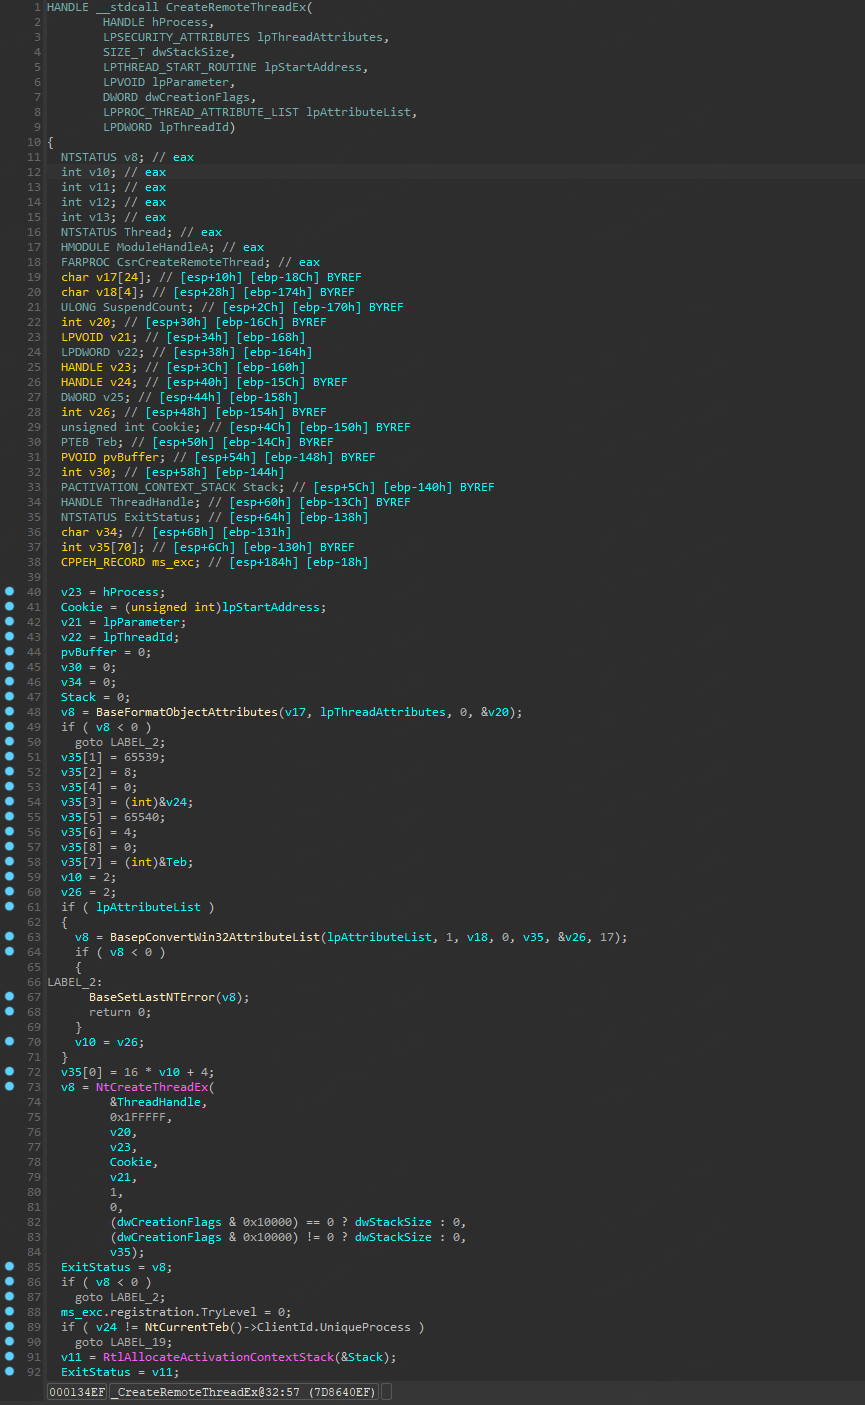 1 HANDLE __stdcall CreateRemoteThreadEx(
2 HANDLE hProcess,
3 LPSECURITY_ATTRIBUTES lpThreadAttributes,
4 SIZE_T dwStackSize,
5 LPTHREAD_START_ROUTINE lpStartAddress,
6 LPVOID lpParameter,
7 DWORD dwCreationFlags,
8 LPPROC_THREAD_ATTRIBUTE_LIST lpAttributeList,
9 LPDWORD lpThreadId)
10 {
11 NTSTATUS v8; // eax
12 int v10; // eax
13 int v11; // eax
14 int v12; // eax
15 int v13; // eax
16 NTSTATUS Thread; // eax
17 HMODULE ModuleHandleA; // eax
18 FARPROC CsrCreateRemoteThread; // eax
19 char v17[24]; // [esp+10h] [ebp-18Ch] BYREF
20 char v18[4]; // [esp+28h] [ebp-174h] BYREF
21 ULONG SuspendCount; // [esp+2Ch] [ebp-170h] BYREF
22 int v20; // [esp+30h] [ebp-16Ch] BYREF
23 LPVOID v21; // [esp+34h] [ebp-168h]
24 LPDWORD v22; // [esp+38h] [ebp-164h]
25 HANDLE v23; // [esp+3Ch] [ebp-160h]
26 HANDLE v24; // [esp+40h] [ebp-15Ch] BYREF
27 DWORD v25; // [esp+44h] [ebp-158h]
28 int v26; // [esp+48h] [ebp-154h] BYREF
29 unsigned int Cookie; // [esp+4Ch] [ebp-150h] BYREF
30 PTEB Teb; // [esp+50h] [ebp-14Ch] BYREF
31 PVOID pvBuffer; // [esp+54h] [ebp-148h] BYREF
32 int v30; // [esp+58h] [ebp-144h]
33 PACTIVATION_CONTEXT_STACK Stack; // [esp+5Ch] [ebp-140h] BYREF
34 HANDLE ThreadHandle; // [esp+60h] [ebp-13Ch] BYREF
35 NTSTATUS ExitStatus; // [esp+64h] [ebp-138h]
36 char v34; // [esp+6Bh] [ebp-131h]
37 int v35[70]; // [esp+6Ch] [ebp-130h] BYREF
38 CPPEH_RECORD ms_exc; // [esp+184h] [ebp-18h]
39
40 v23 = hProcess;
41 Cookie = (unsigned int)lpStartAddress;
42 v21 = lpParameter;
43 v22 = lpThreadId;
44 pvBuffer = 0;
45 v30 = 0;
46 v34 = 0;
47 Stack = 0;
48 v8 = BaseFormatObjectAttributes(v17, lpThreadAttributes, 0, &v20);
49 if ( v8 < 0 )
50 goto LABEL_2;
51 v35[1] = 65539;
52 v35[2] = 8;
53 v35[4] = 0;
54 v35[3] = (int)&v24;
55 v35[5] = 65540;
56 v35[6] = 4;
57 v35[8] = 0;
58 v35[7] = (int)&Teb;
59 v10 = 2;
60 v26 = 2;
61 if ( lpAttributeList )
62 {
63 v8 = BasepConvertWin32AttributeList(lpAttributeList, 1, v18, 0, v35, &v26, 17);
64 if ( v8 < 0 )
65 {
66 LABEL_2:
67 BaseSetLastNTError(v8);
68 return 0;
69 }
70 v10 = v26;
71 }
72 v35[0] = 16 * v10 + 4;
73 v8 = NtCreateThreadEx(
74 &ThreadHandle,
75 0x1FFFFF,
76 v20,
77 v23,
78 Cookie,
79 v21,
80 1,
81 0,
82 (dwCreationFlags & 0x10000) == 0 ? dwStackSize : 0,
83 (dwCreationFlags & 0x10000) != 0 ? dwStackSize : 0,
84 v35);
85 ExitStatus = v8;
86 if ( v8 < 0 )
87 goto LABEL_2;
88 ms_exc.registration.TryLevel = 0;
89 if ( v24 != NtCurrentTeb()->ClientId.UniqueProcess )
90 goto LABEL_19;
91 v11 = RtlAllocateActivationContextStack(&Stack);
92 ExitStatus = v11;
000134EF _CreateRemoteThreadEx@32:57 (7D8640EF)